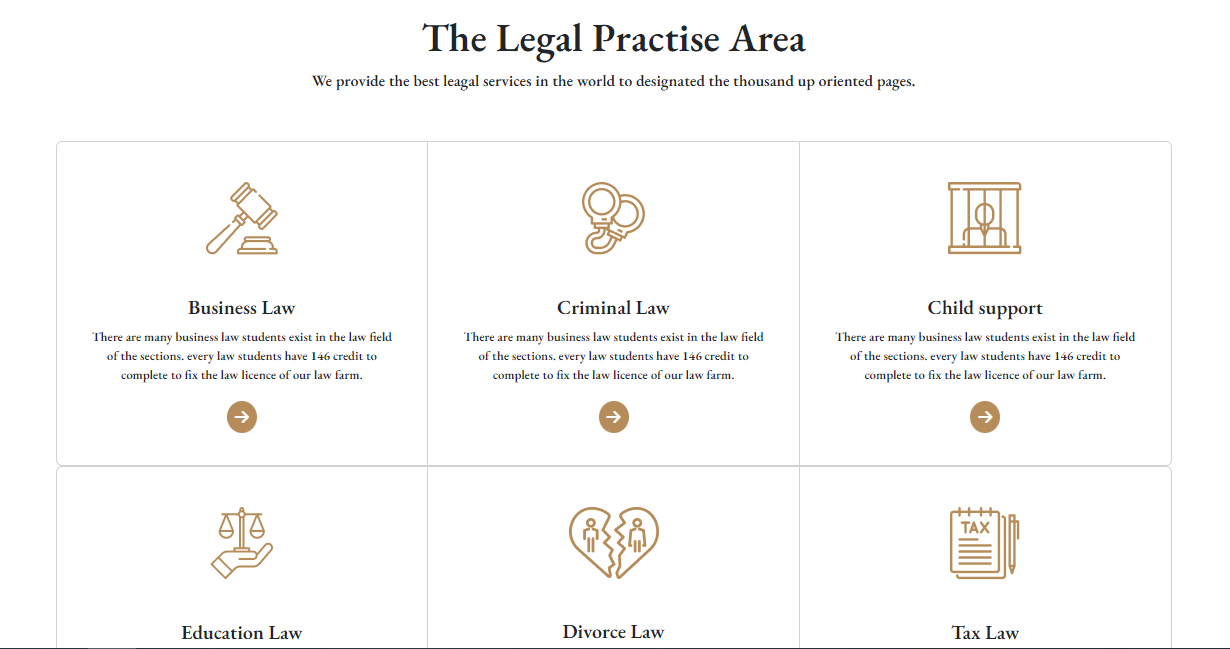 The Legal Practise Area
We provide the best leagal services in the world to designated the thousand up oriented pages.
Business Law
There are many business law students exist in the law field
of the sections. every law students have 146 credit to
complete to fix the law licence of our law farm.
Criminal Law
There are many business law students exist in the law field
of the sections. every law students have 146 credit to
complete to fix the law licence of our law farm.
Child support
There are many business law students exist in the law field
of the sections. every law students have 146 credit to
complete to fix the law licence of our law farm.
Education Law
Divorce Law
TAX
Tax Law